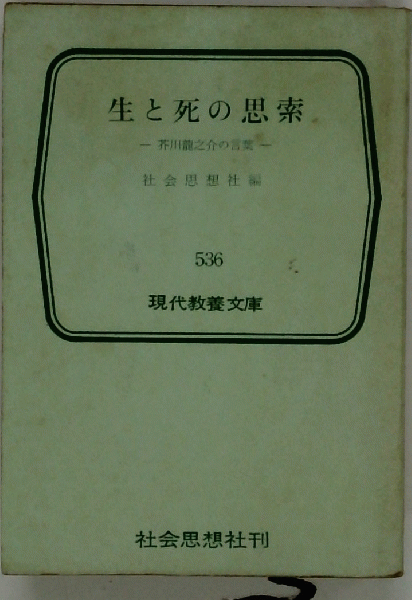 生と死の思索
― 芥川龍之介の言葉 ―
社会思想社編
536
現代教養文庫
社会思想社刊